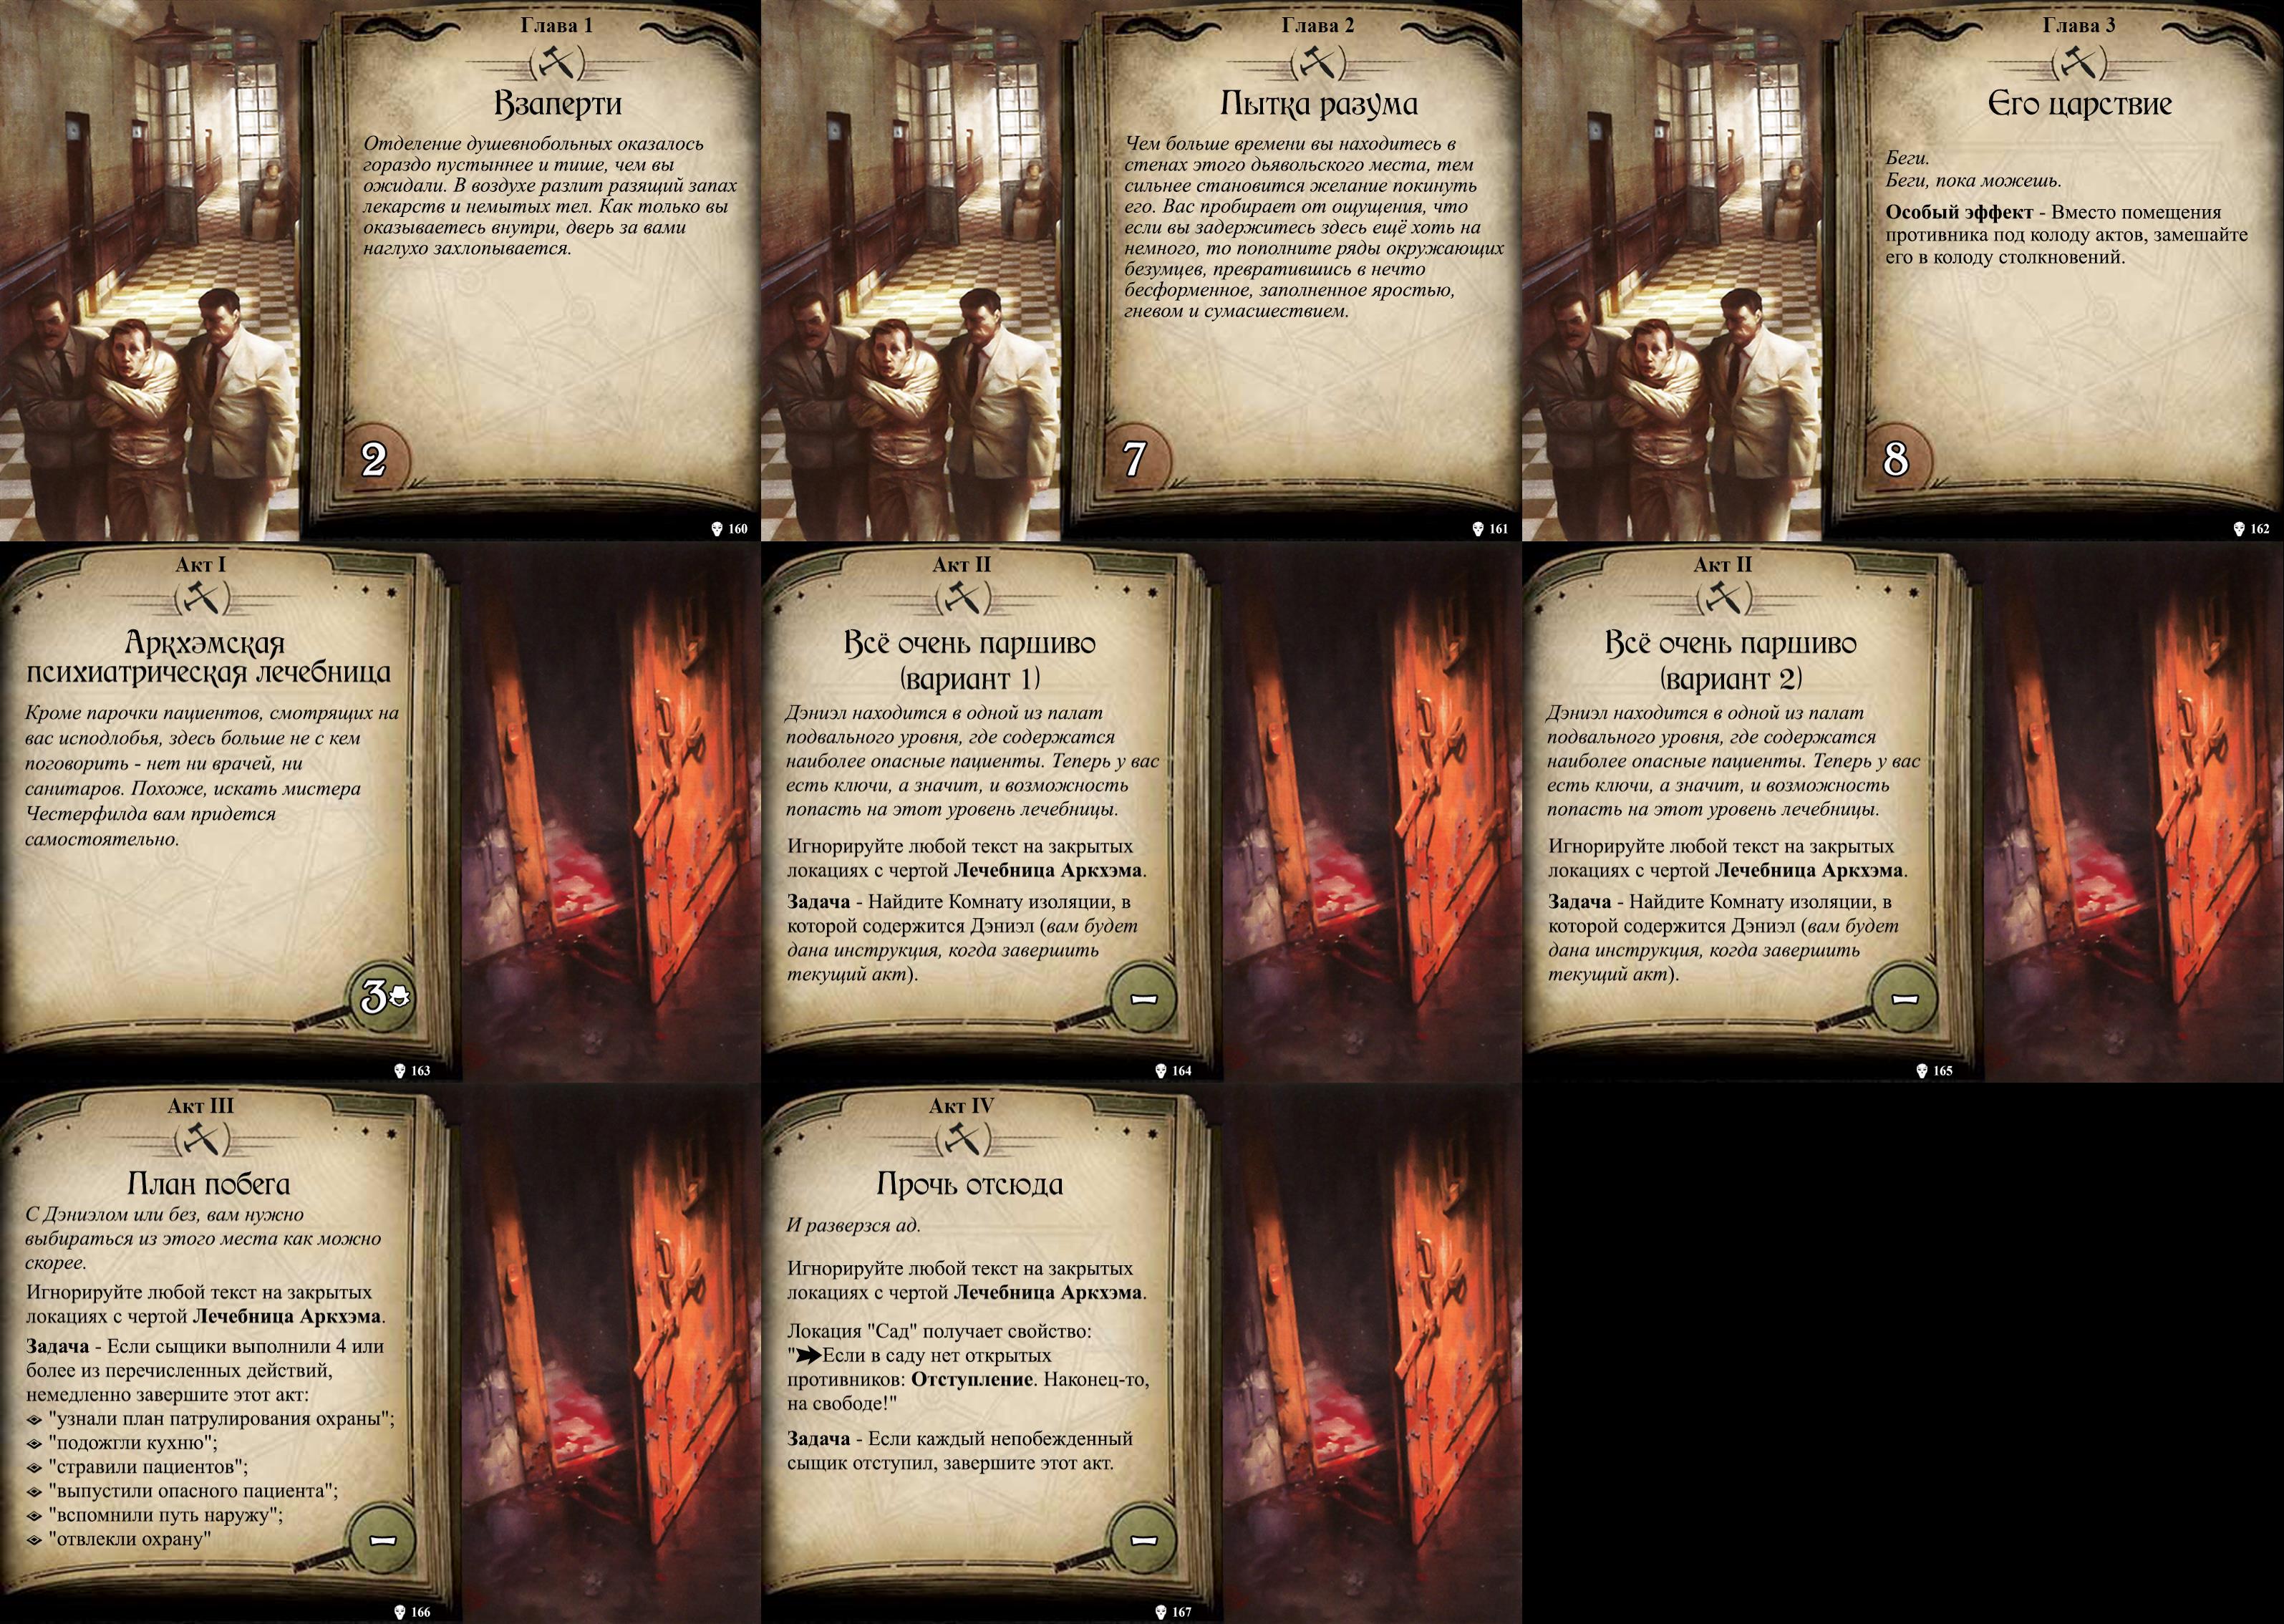 Глава 1
Взаперти
Отделение душевнобольных оказалось
гораздо пустыннее и тише, чем вы
ожидали. В воздухе разлит разящий запах
лекарств и немытых тел. Как только вы
оказываетесь внутри, дверь за вами
наглухо захлопывается.
2
160
Глава 2
Пытка разума
Чем больше времени вы находитесь в
стенах этого дьявольского места, тем
сильнее становится желание покинуть
его. Вас пробирает от ощущения, что
если вы задержитесь здесь ещё хоть на
немного, то пополните ряды окружающих
безумцев, превратившись в нечто
бесформенное, заполненное яростью,
гневом и сумасшествием.
7
161
Глава 3
Его царствие
Беги.
Беги, пока можешь.
Особый эффект - Вместо помещения
противника под колоду актов, замешайте
его в колоду столкновений.
8
162
Акт I
Аркхэмская
психиатрическая лечебница
Кроме парочки пациентов, смотрящих на
вас исподлобья, здесь больше не с кем
поговорить - нет ни врачей, ни
санитаров. Похоже, искать мистера
Честерфилда вам придется
самостоятельно.
3
163
Акт II
Всё очень паршиво
(вариант 1)
Дэниэл находится в одной из палат
подвального уровня, где содержатся
наиболее опасные пациенты. Теперь у вас
есть ключи, а значит, и возможность
попасть на этот уровень лечебницы.
Игнорируйте любой текст на закрытых
локациях с чертой Лечебница Аркхэма.
Задача - Найдите Комнату изоляции, в
которой содержится Дэниэл (вам будет
дана инструкция, когда завершить
текущий акт).
-
164
Акт II
Всё очень паршиво
(вариант 2)
Дэниэл находится в одной из палат
подвального уровня, где содержатся
наиболее опасные пациенты. Теперь у вас
есть ключи, а значит, и возможность
попасть на этот уровень лечебницы.
Игнорируйте любой текст на закрытых
локациях с чертой Лечебница Аркхэма.
Задача - Найдите Комнату изоляции, в
которой содержится Дэниэл (вам будет
дана инструкция, когда завершить
текущий акт).
-
165
Акт III
План побега
С Дэниэлом или без, вам нужно
выбираться из этого места как можно
скорее.
Игнорируйте любой текст на закрытых
локациях с чертой Лечебница Аркхэма.
Задача - Если сыщики выполнили 4 или
более из перечисленных действий,
немедленно завершите этот акт:
"узнали план патрулирования охраны";
"подожгли кухню";
"стравили пациентов";
"выпустили опасного пациента";
"вспомнили путь наружу";
"отвлекли охрану"
-
166
Акт IV
Прочь отсюда
И разверзся ад.
Игнорируйте любой текст на закрытых
локациях с чертой Лечебница Аркхэма.
Локация "Сад" получает свойство:
"Если в саду нет открытых
противников: Отступление. Наконец-то,
на свободе!"
Задача - Если каждый непобежденный
сыщик отступил, завершите этот акт.
-
167